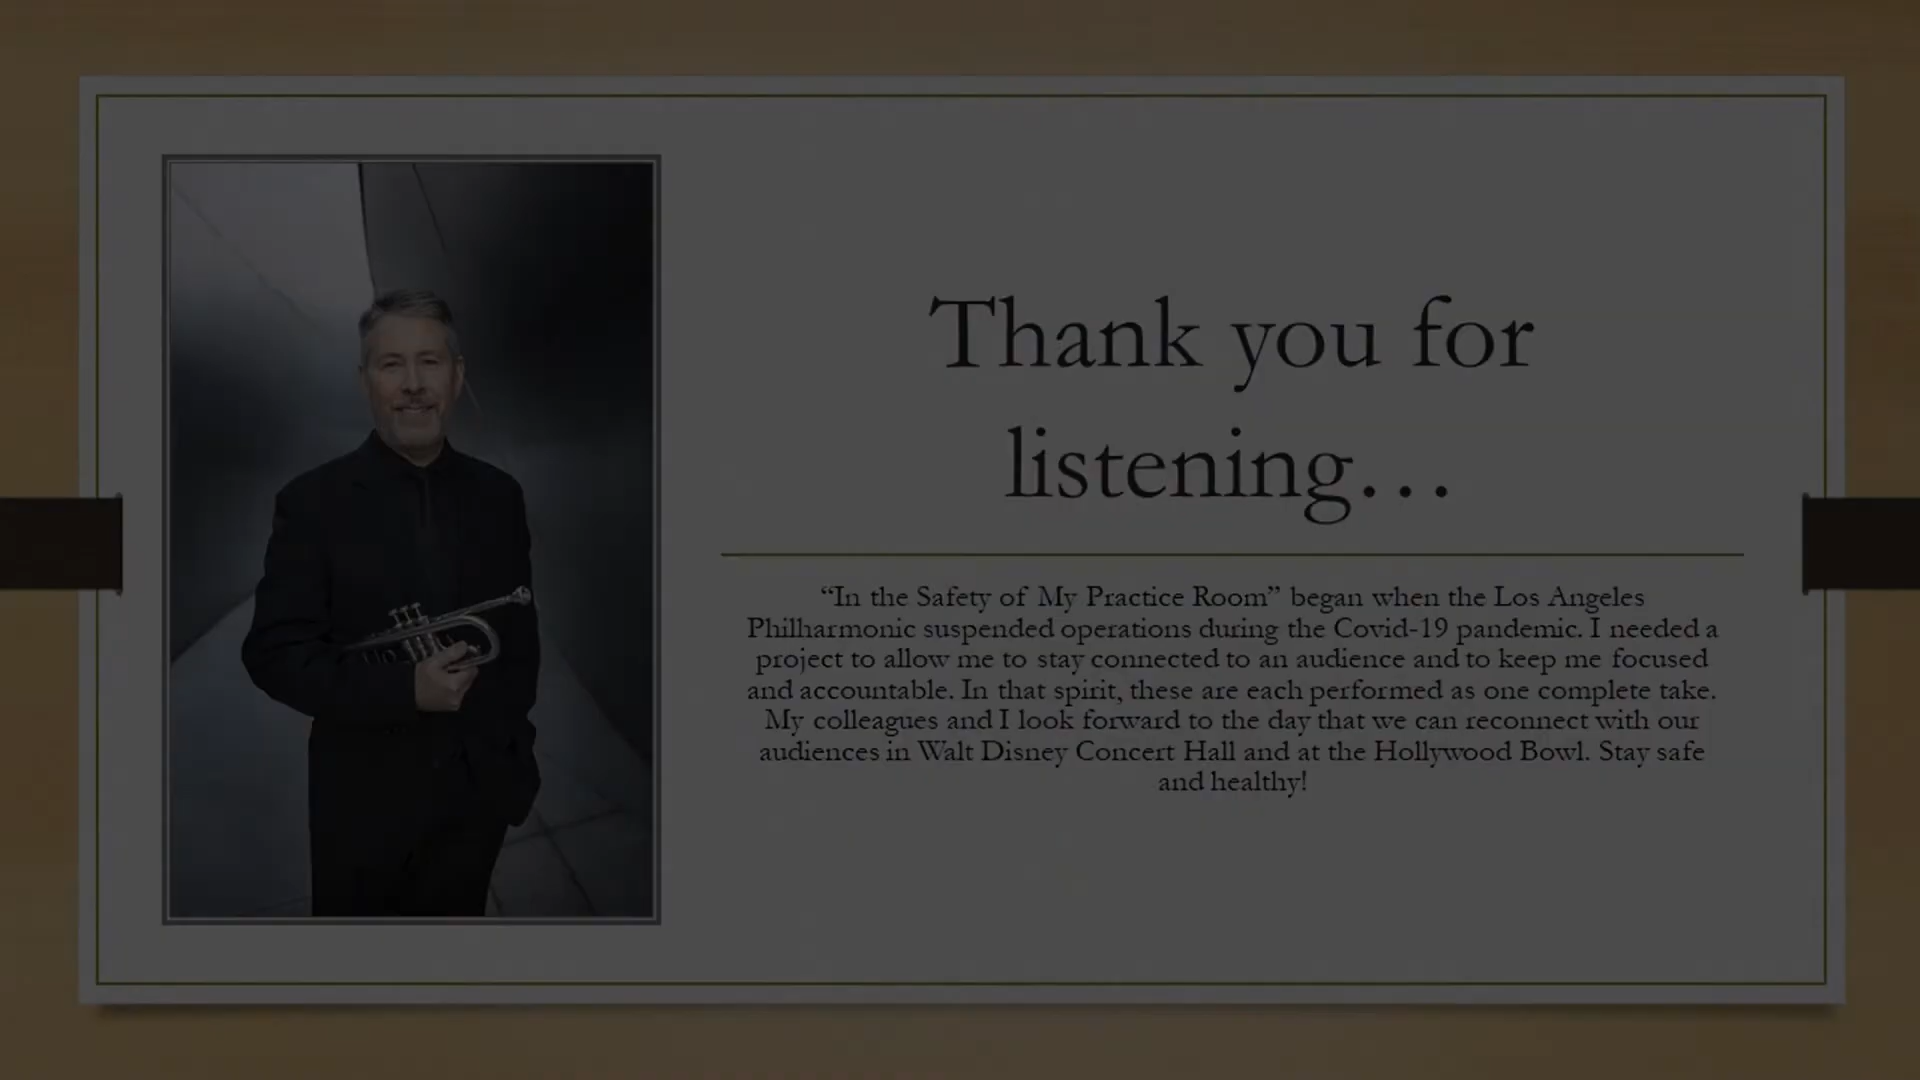 Thank you for
listening…
“In the Safety of My Practice Room” began when the Los Angeles
Philharmonic suspended operations during the Covid-19 pandemic. I needed a
project to allow me to stay connected to an audience and to keep me focused
and accountable. In that spirit, these are each performed as one complete take.
My colleagues and I look forward to the day that we can reconnect with our
audiences in Walt Disney Concert Hall and at the Hollywood Bowl. Stay safe
and healthy!